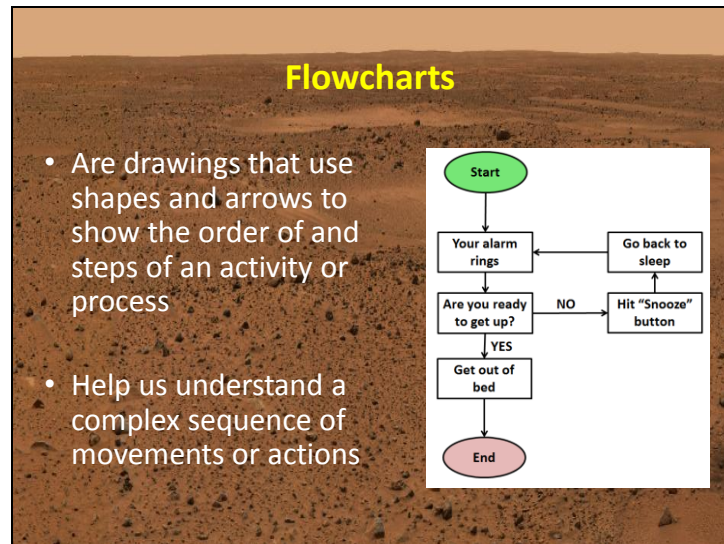 Flowcharts
• Are drawings that use
shapes and arrows to
show the order of and
steps of an activity or
process
• Help us understand a
complex sequence of
movements or actions
Start
Your alarm
rings
Go back to
sleep
Are you ready
to get up?
NO
Hit “Snooze”
button
YES
Get out of
bed
End